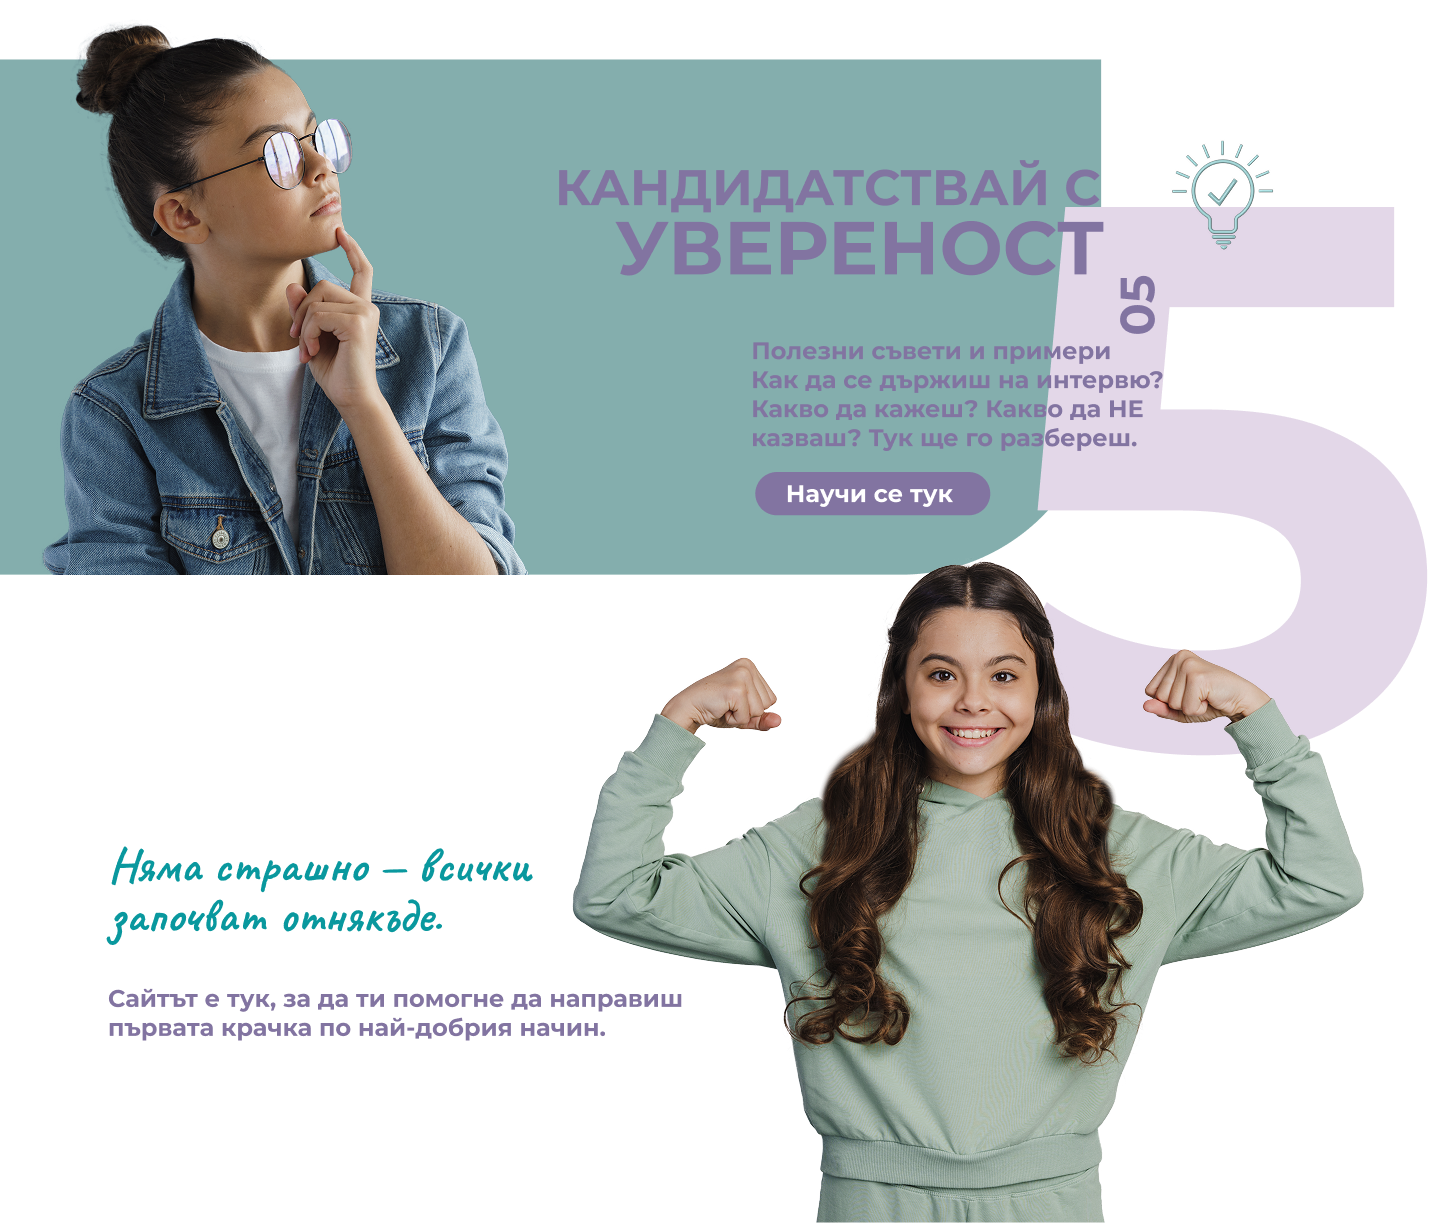 КАНДИДАТСТВАЙ С
УВЕРЕНОСТ
05
5
Полезни съвети и примери
Как да се държиш на интервю?
Какво да кажеш? Какво да НЕ
казваш? Тук ще го разбереш.
Научи се тук
Няма страшно – всички
започват отнякъде.
Сайтът е тук, за да ти помогне да направиш
първата крачка по най-добрия начин.